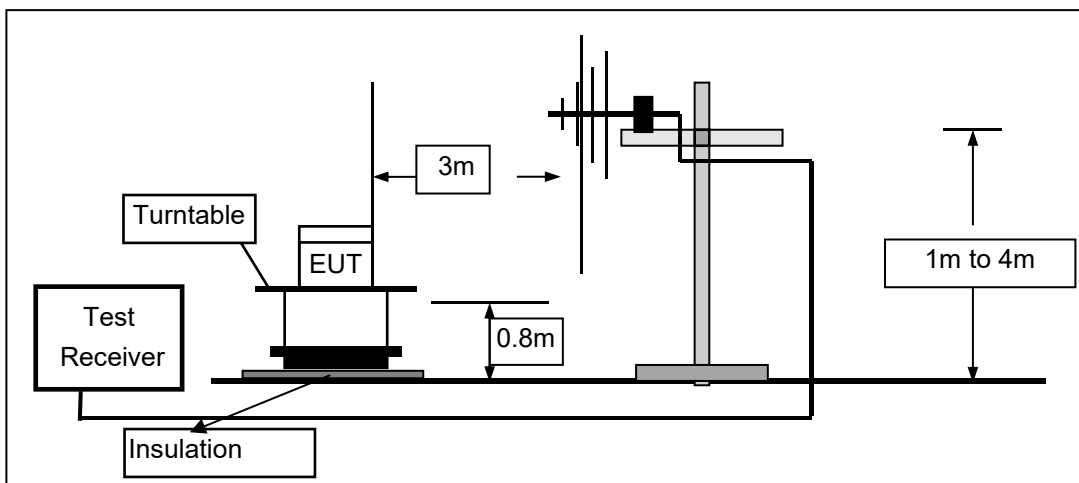 3m
Turntable
EUT
1m to 4m
Test
Receiver
0.8m
Insulation